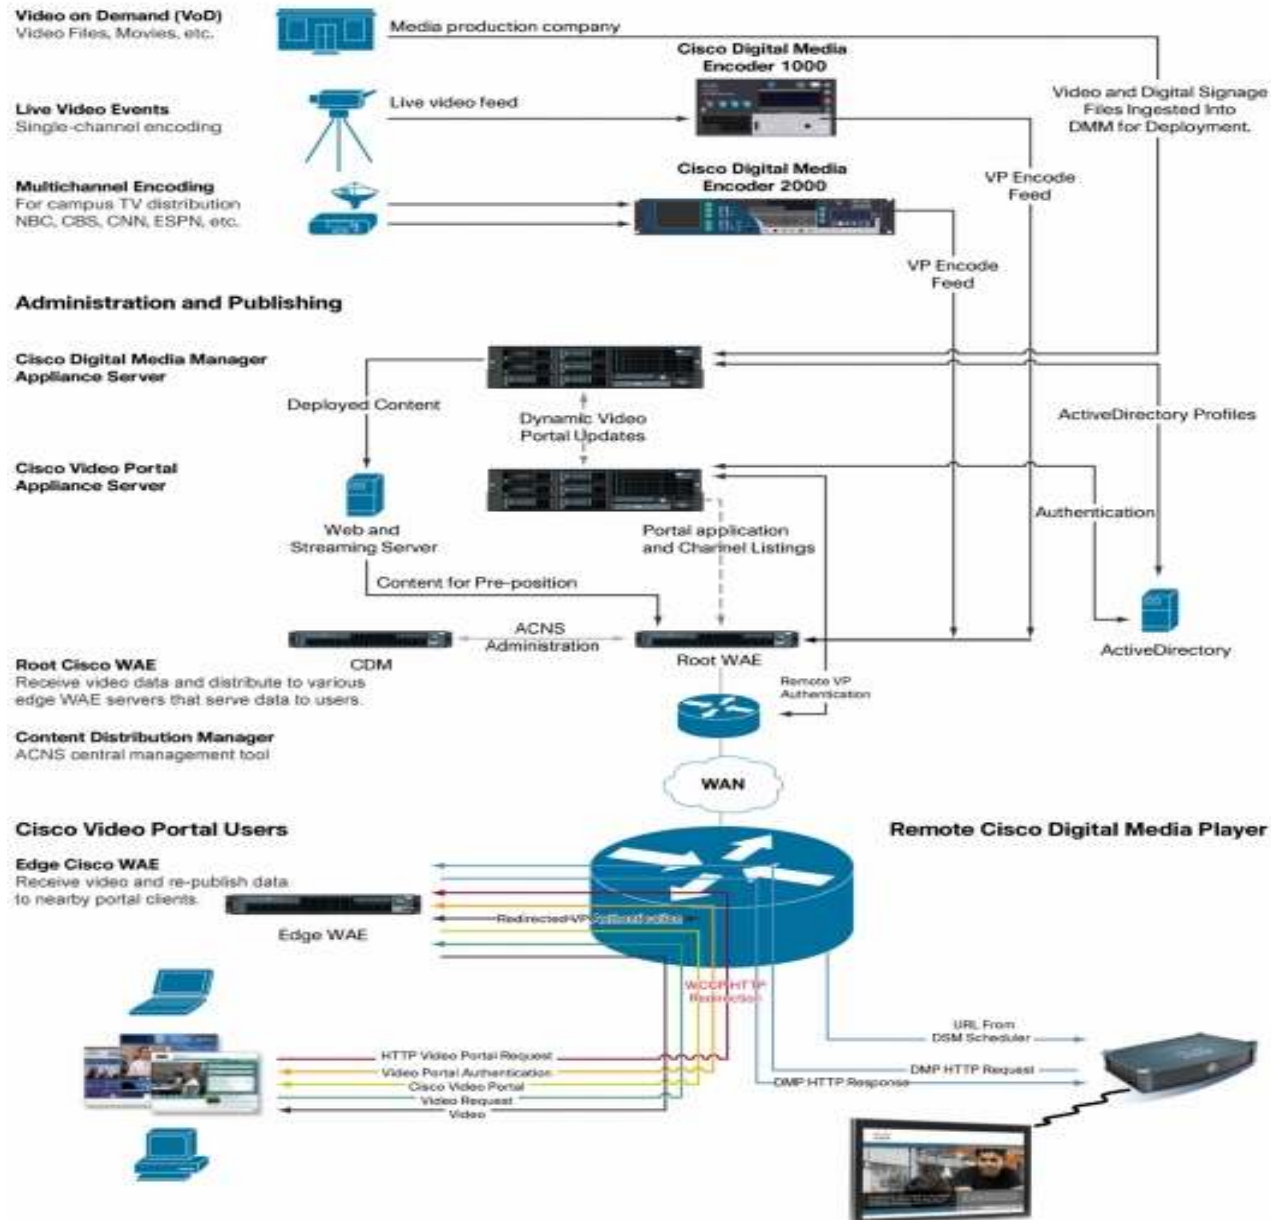 Video on Demand (VoD)
Video Files, Movies, etc.
Media production company
Cisco Digital Media
Encoder 1000
Live Video Events
Single-channel encoding
Live video feed
Video and Digital Signage
Files Ingested Into
DMM for Deployment.
Multichannel Encoding
For campus TV distribution
NBC, CBS, CNN, ESPN, etc.
Cisco Digital Media
Encoder 2000
VP Encode
Feed
VP Encode
Feed
Administration and Publishing
Cisco Digital Media Manager
Appliance Server
Deployed Content
Dynamic Video
Portal Updates
ActiveDirectory Profiles
Cisco Video Portal
Appliance Server
Web and
Streaming Server
Portal application
and Channel Listings
Authentication
Content for Pre-position
ACNS
Administration
CDM
Root WAE
ActiveDirectory
Root Cisco WAE
Receive video data and distribute to various
edge WAE servers that serve data to users.
Remote VP
Authentication
Content Distribution Manager
ACNS central management tool
WAN
Cisco Video Portal Users
Remote Cisco Digital Media Player
Edge Cisco WAE
Receive video and re-publish data
to nearby portal clients.
Edge WAE
Redirected VP Authentication
WCCP HTTP
Redirection
URL From
DSM Scheduler
HTTP Video Portal Request
Video Portal Authentication
Cisco Video Portal
Video Request
Video
DMP HTTP Request
DMP HTTP Response